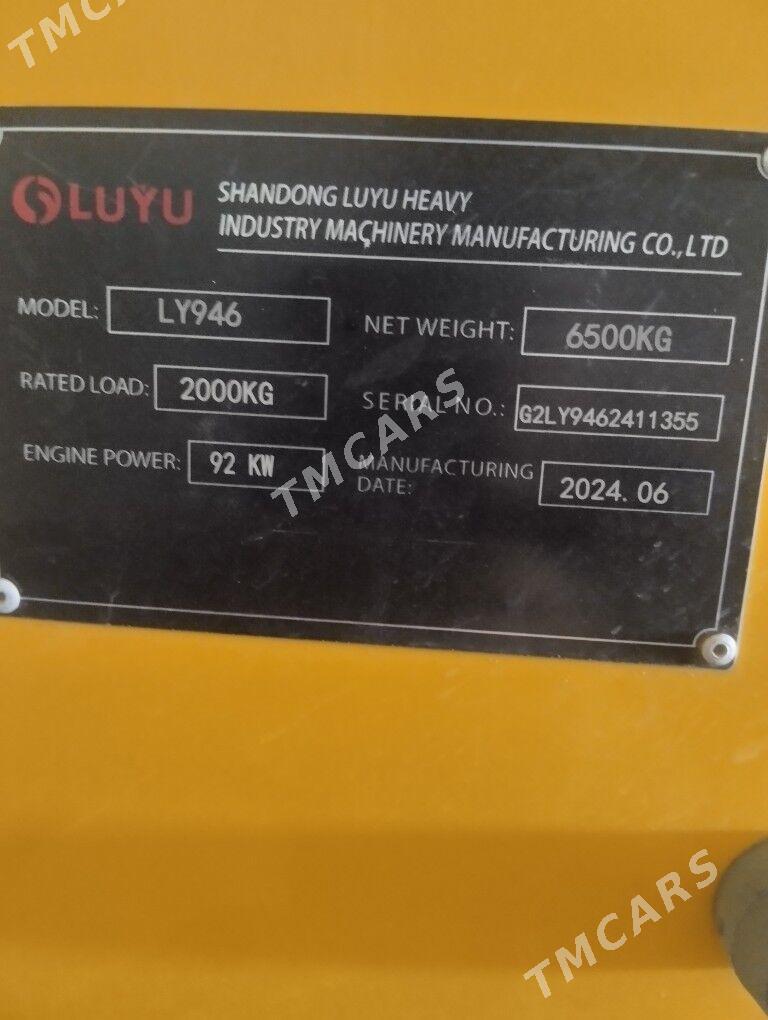 TMCARS
LUYU
SHANDONG LUYU HEAVY
INDUSTRY MACHINERY MANUFACTURING CO.,LTD
MODEL: LY946
NET WEIGHT: 6500KG
RATED LOAD: 2000KG
SERIAL NO.: G2LY9462411355
ENGINE POWER: 92 KW
MANUFACTURING
DATE: 2024.06
TMCARS
TMCARS